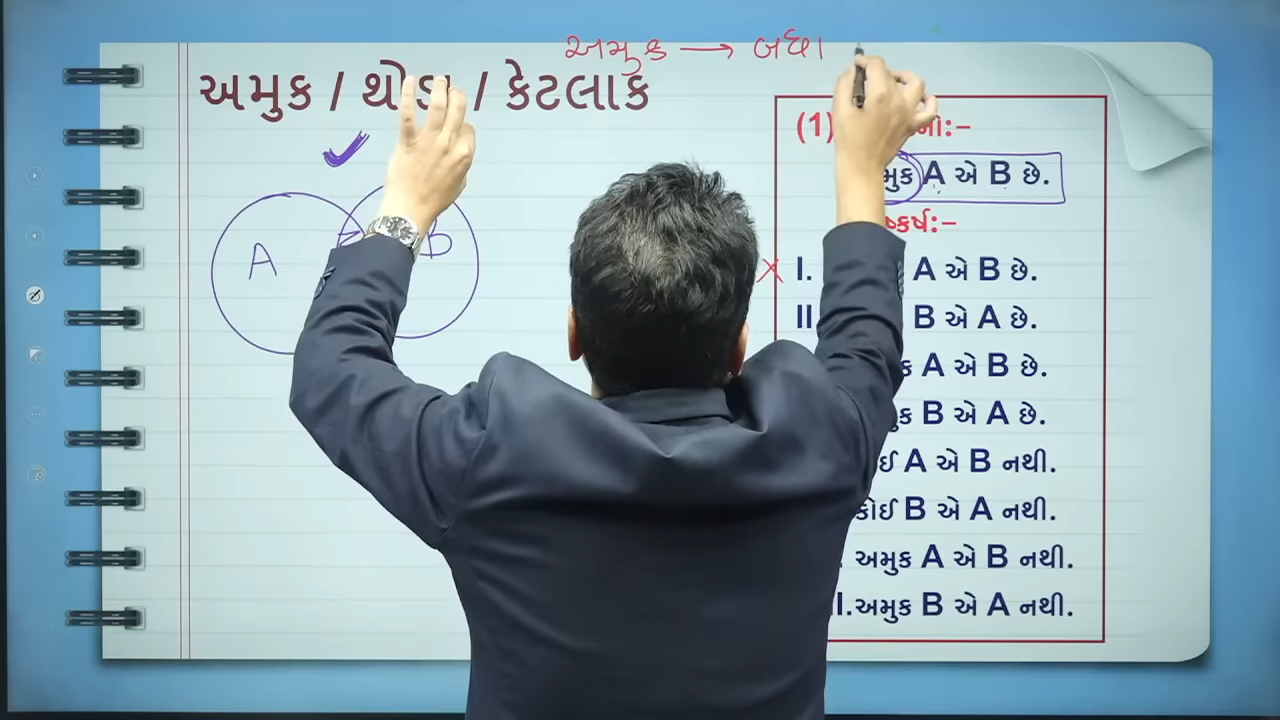 અમુક → બધા
અમુક / થોડા / કેટલાક
A
B
(1)
A એ B છે.
I. A એ B છે.
II B એ A છે.
A એ B છે.
B એ A છે.
A એ B નથી.
કોઈ B એ A નથી.
અમુક A એ B નથી.
અમુક B એ A નથી.